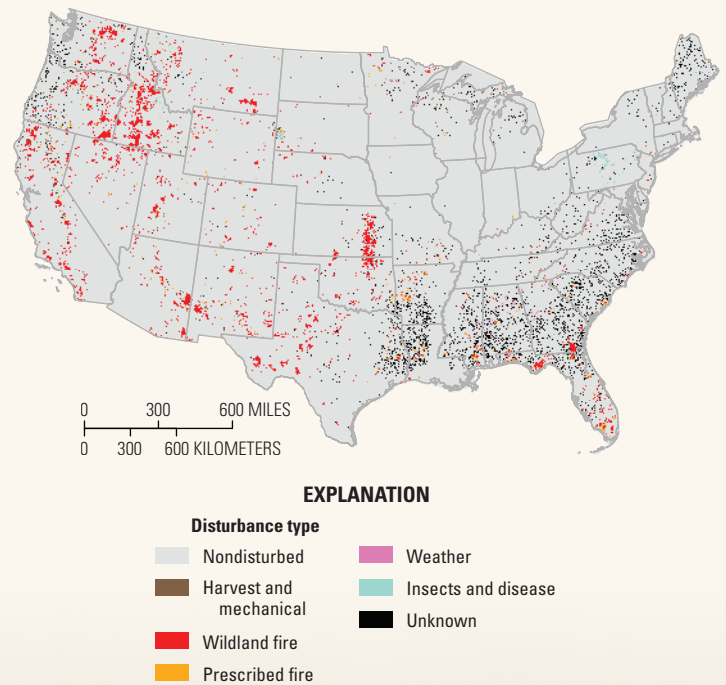 0 300 600 MILES
0 300 600 KILOMETERS
EXPLANATION
Disturbance type
Nondisturbed
Harvest and
mechanical
Wildland fire
Prescribed fire
Weather
Insects and disease
Unknown